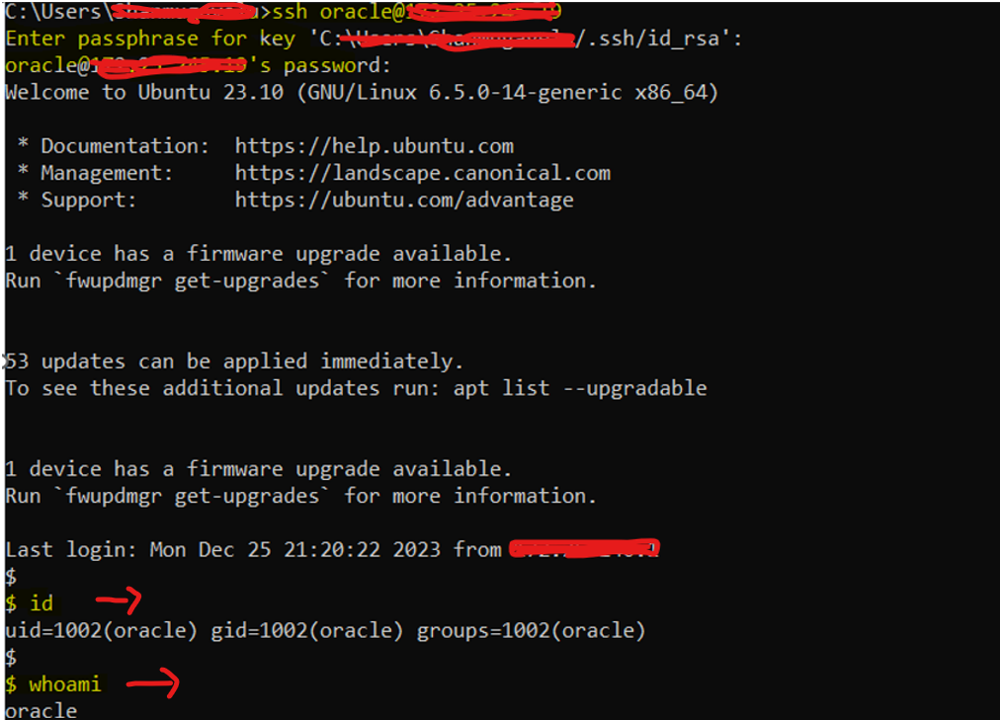 C:\Users\>ssh oracle@
Enter passphrase for key 'C:\/.ssh/id_rsa':
oracle@'s password:
Welcome to Ubuntu 23.10 (GNU/Linux 6.5.0-14-generic x86_64)
* Documentation: https://help.ubuntu.com
* Management: https://landscape.canonical.com
* Support: https://ubuntu.com/advantage
1 device has a firmware upgrade available.
Run `fwupdmgr get-upgrades` for more information.
53 updates can be applied immediately.
To see these additional updates run: apt list --upgradable
1 device has a firmware upgrade available.
Run `fwupdmgr get-upgrades` for more information.
Last login: Mon Dec 25 21:20:22 2023 from
$
$ id
uid=1002(oracle) gid=1002(oracle) groups=1002(oracle)
$
$ whoami
oracle